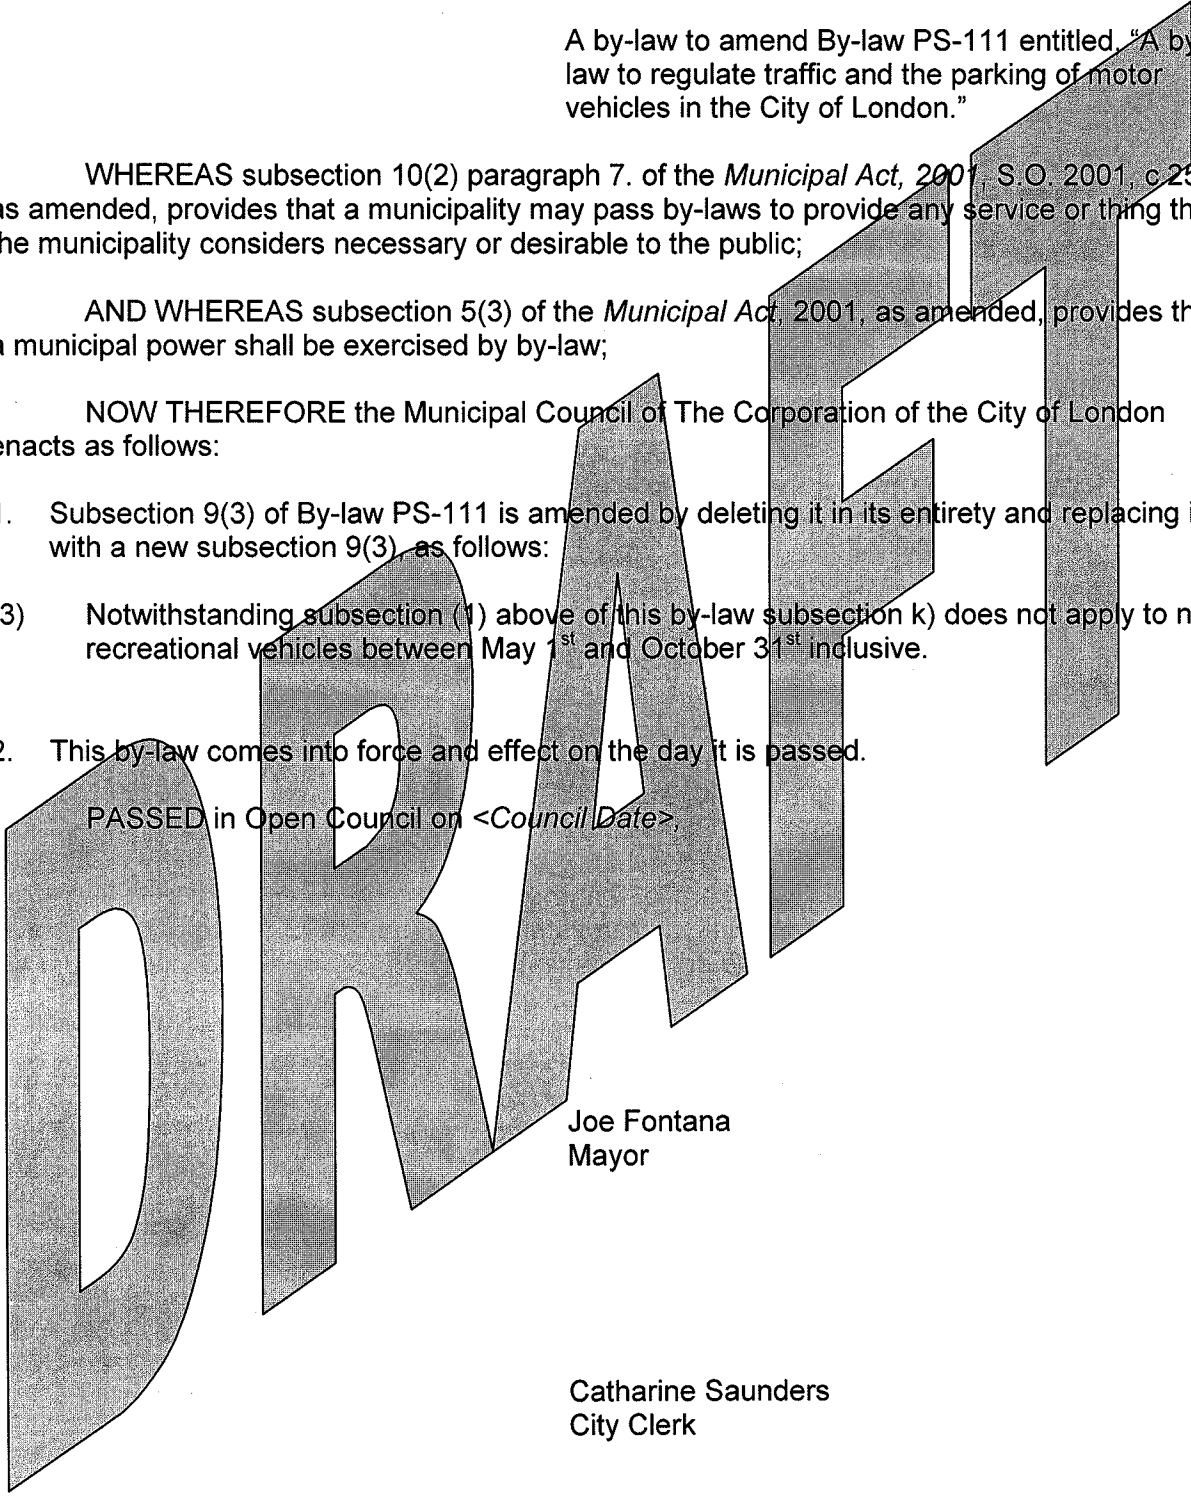 A by-law to amend By-law PS-111 entitled, “A by
law to regulate traffic and the parking of motor
vehicles in the City of London.”
WHEREAS subsection 10(2) paragraph 7. of the Municipal Act, 2001, S.O. 2001, c.25
as amended, provides that a municipality may pass by-laws to provide any service or thing th
he municipality considers necessary or desirable to the public;
AND WHEREAS subsection 5(3) of the Municipal Act, 2001, as amended, provides th
a municipal power shall be exercised by by-law;
NOW THEREFORE the Municipal Council of The Corporation of the City of London
enacts as follows:
. Subsection 9(3) of By-law PS-111 is amended by deleting it in its entirety and replacing i
with a new subsection 9(3), as follows:
3) Notwithstanding subsection (1) above of this by-law subsection k) does not apply to n
recreational vehicles between May 1st and October 31st inclusive.
2. This by-law comes into force and effect on the day it is passed.
PASSED in Open Council on <Council Date>,
Joe Fontana
Mayor
Catharine Saunders
City Clerk
DRAFT